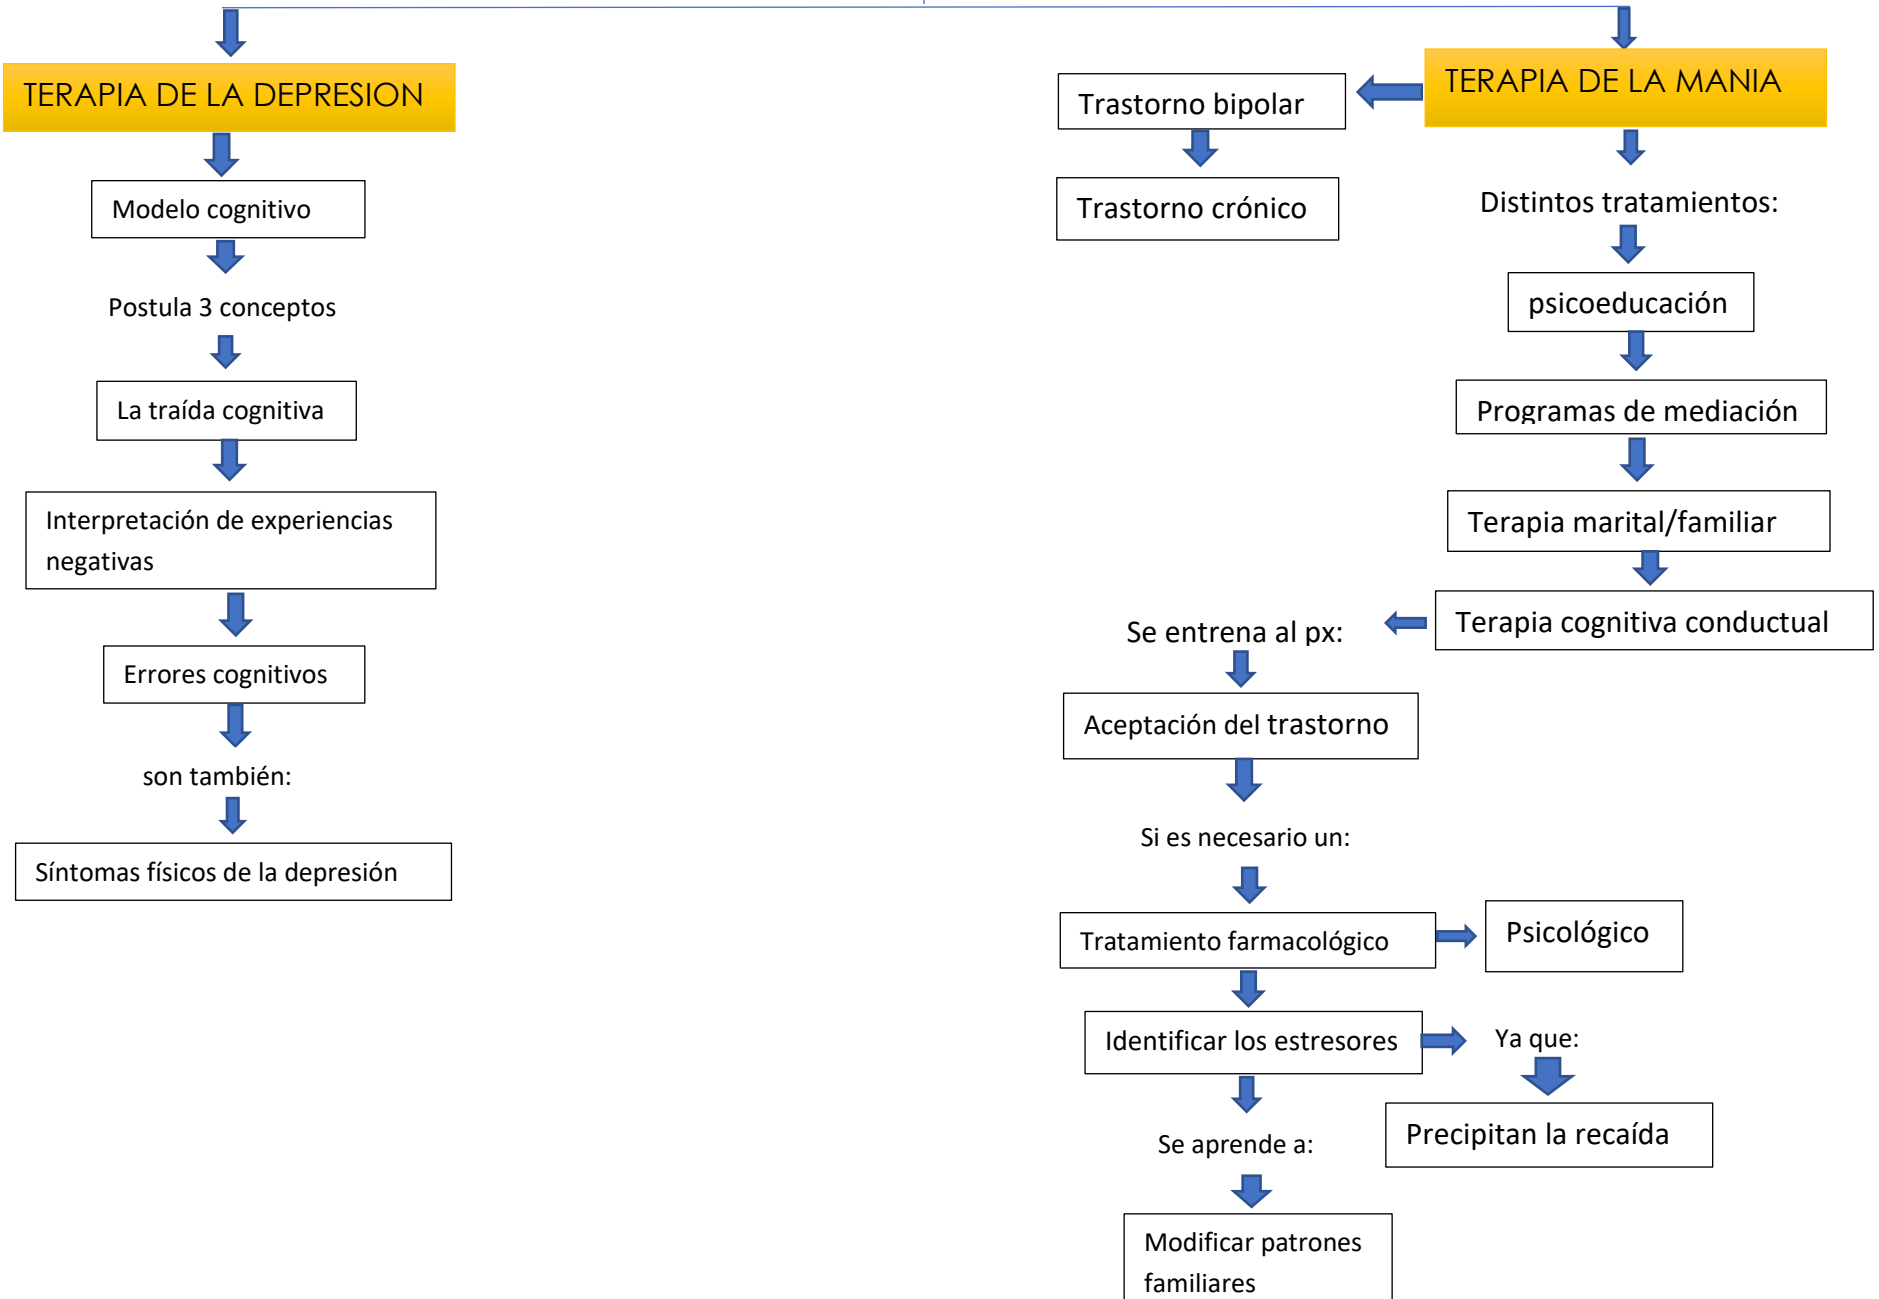 TERAPIA DE LA DEPRESION
Modelo cognitivo
Postula 3 conceptos
La traída cognitiva
Interpretación de experiencias
negativas
Errores cognitivos
son también:
Síntomas físicos de la depresión
TERAPIA DE LA MANIA
Trastorno bipolar
Trastorno crónico
Distintos tratamientos:
psicoeducación
Programas de mediación
Terapia marital/familiar
Terapia cognitiva conductual
Se entrena al px:
Aceptación del trastorno
Si es necesario un:
Tratamiento farmacológico
Psicológico
Identificar los estresores
Ya que:
Precipitan la recaída
Se aprende a:
Modificar patrones
familiares